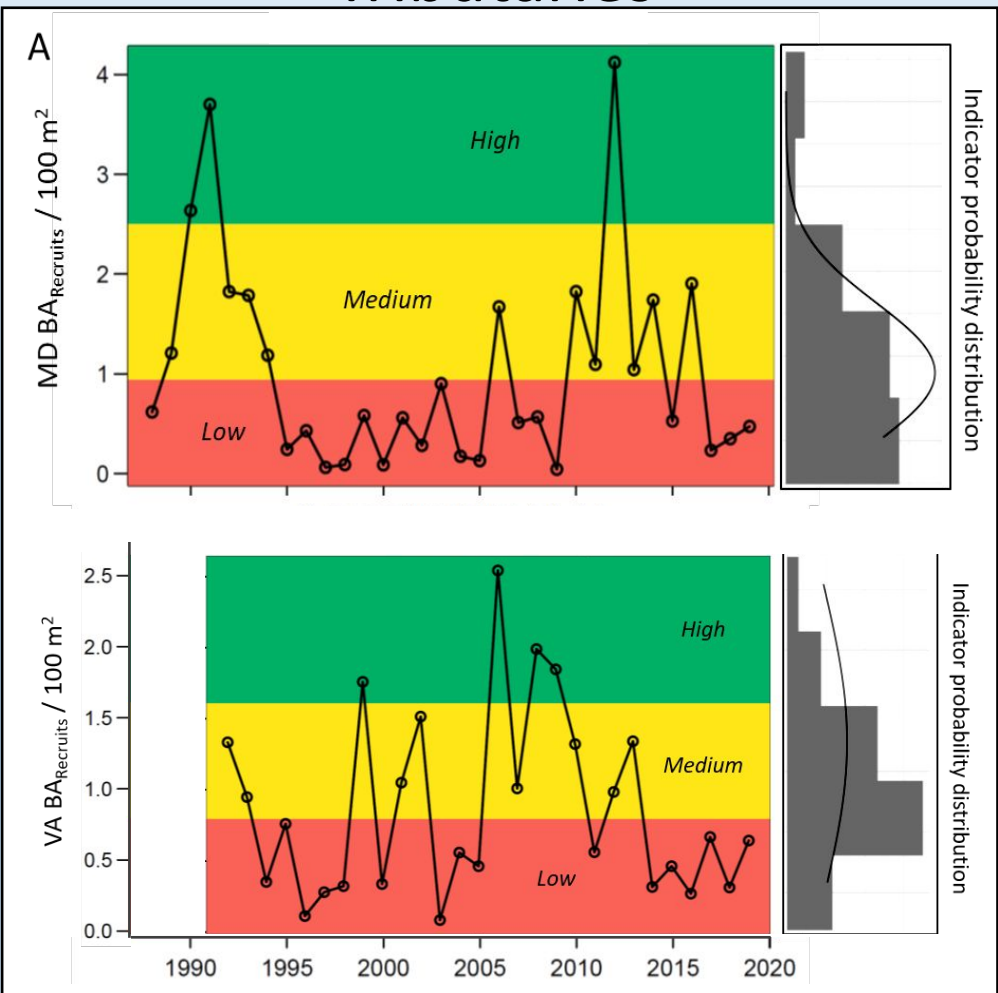 A
MD BARecruits / 100 m²
4
3
2
1
0
High
Medium
Low
Indicator probability distribution
VA BARecruits / 100 m²
2.5
2.0
1.5
1.0
0.5
0.0
High
Medium
Low
1990 1995 2000 2005 2010 2015 2020
Indicator probability distribution